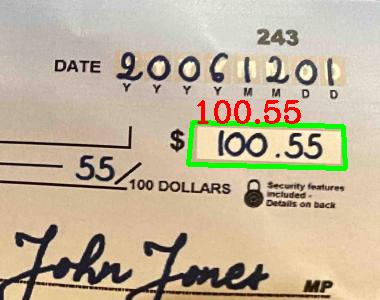 243
DATE 20061201
Y Y Y Y M M D D
100.55
$ 100.55
55/100 DOLLARS
Security features
included -
Details on back
John Jones
MP